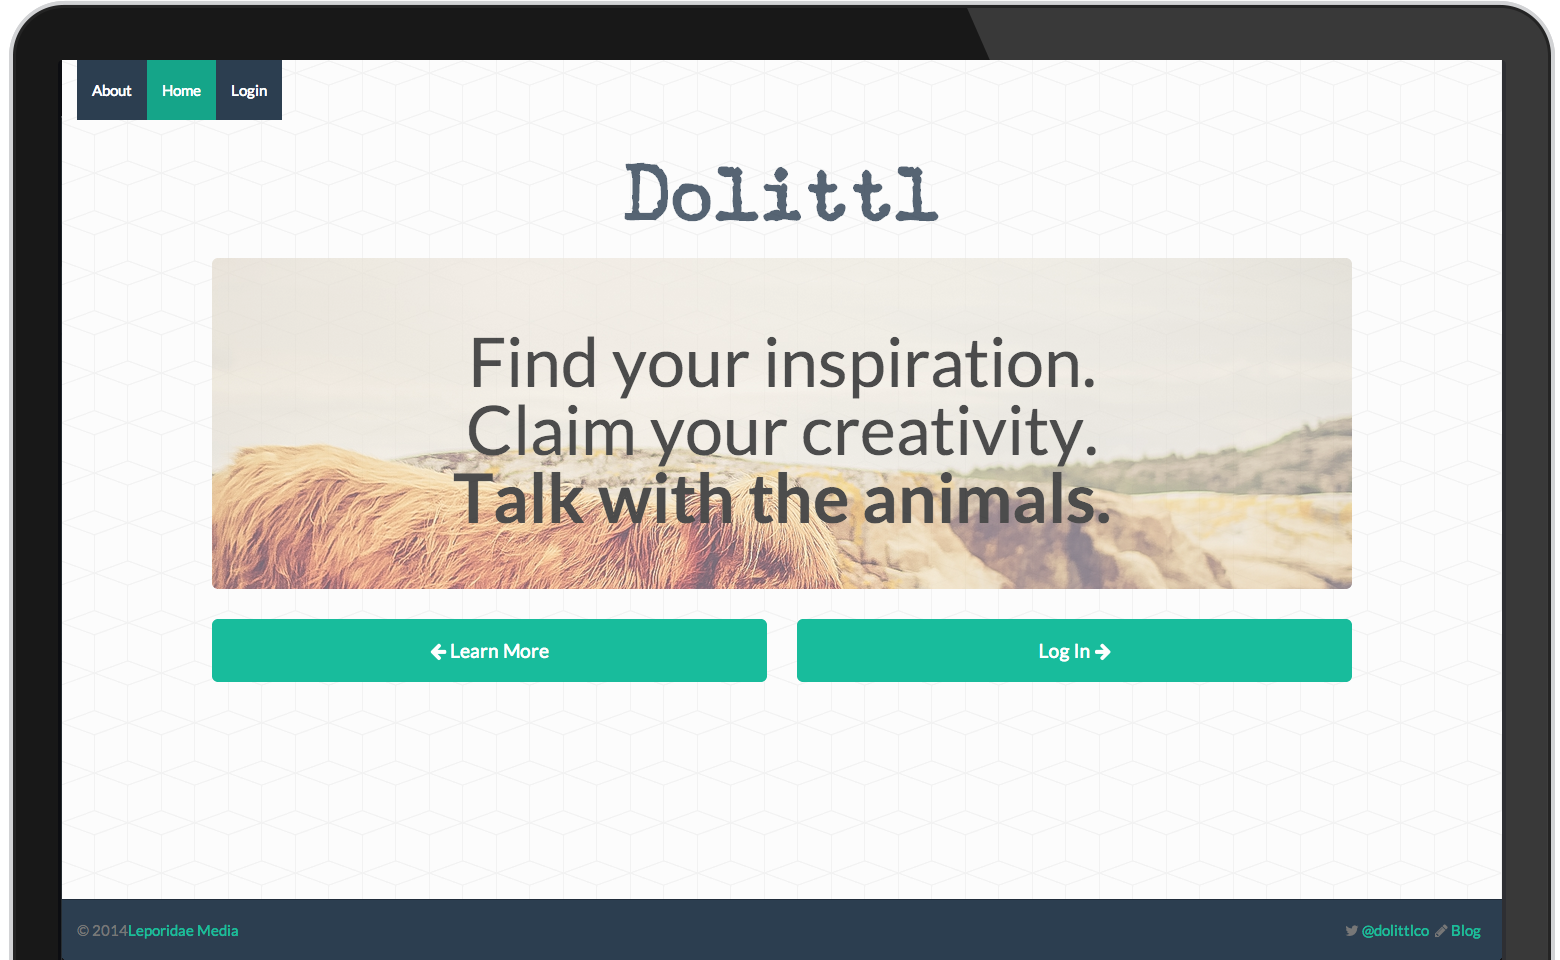 About Home Login
Dolittl
Find your inspiration.
Claim your creativity.
Talk with the animals.
Learn More
Log In
© 2014Leporidae Media
@dolittlco Blog